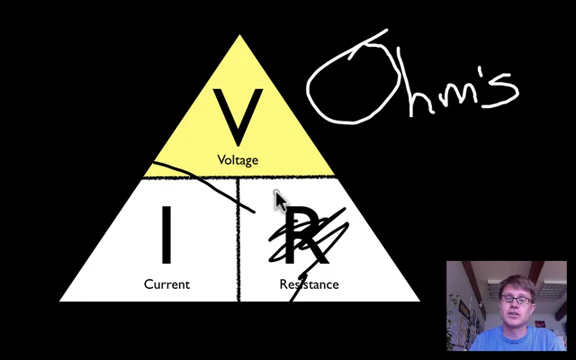 Ohm's
V
Voltage
I
R
Current
Resistance